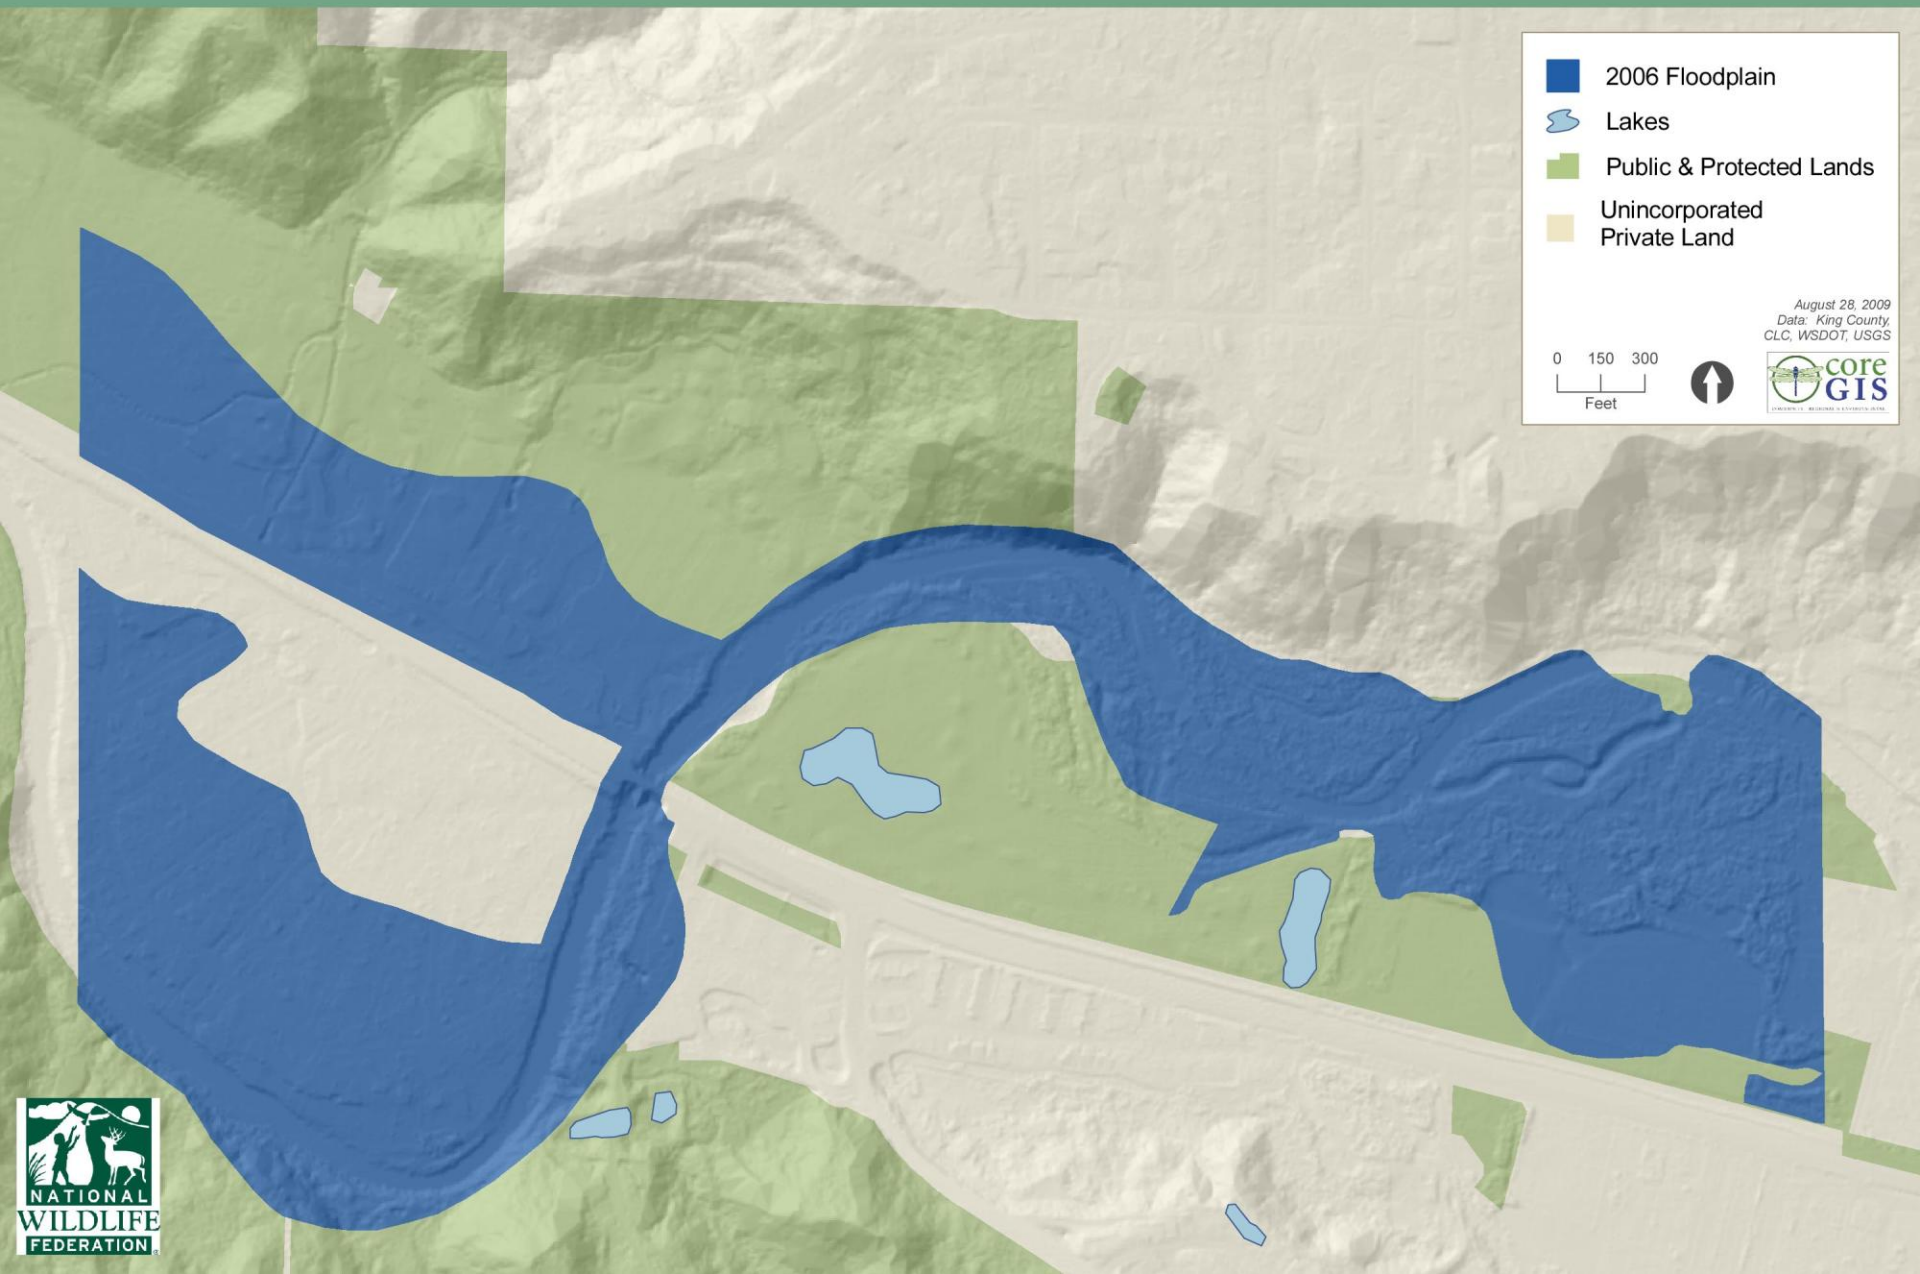 2006 Floodplain
Lakes
Public & Protected Lands
Unincorporated
Private Land
August 28, 2009
Data: King County,
CLC, WSDOT, USGS
0 150 300
Feet
core
GIS
NATIONAL
WILDLIFE
FEDERATION